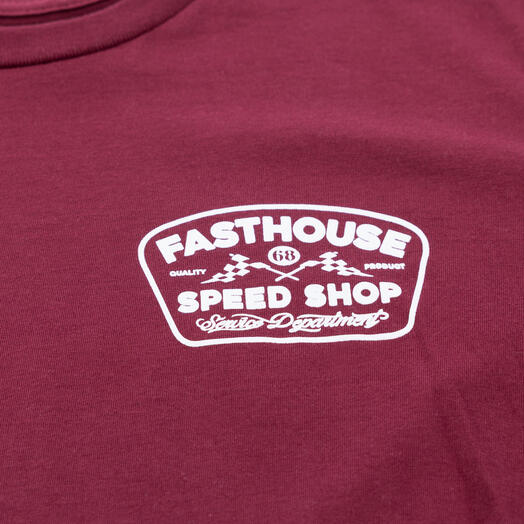 FASTHOUSE
68
QUALITY PRODUCT
SPEED SHOP
Service Department